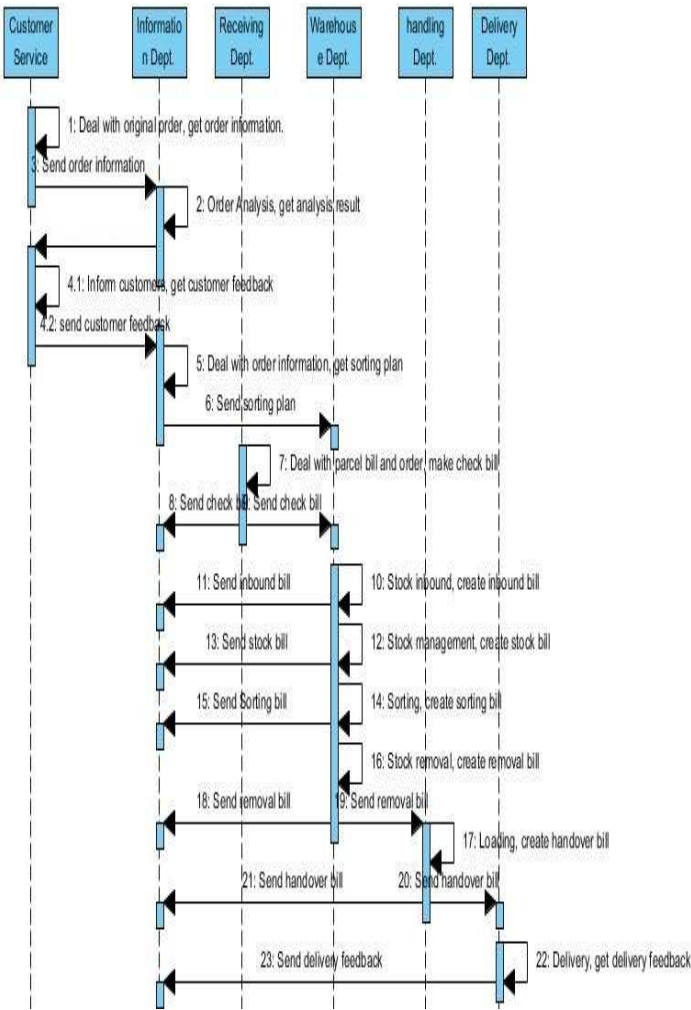 Customer
Service
Informatio
n Dept.
Receiving
Dept.
Warehous
e Dept.
handling
Dept.
Delivery
Dept.
1: Deal with original order, get order information.
3: Send order information
2: Order Analysis, get analysis result
4.1: Inform customers, get customer feedback
4.2: send customer feedback
5: Deal with order information, get sorting plan
6: Send sorting plan
7: Deal with parcel bill and order, make check bill
8: Send check bill
9: Send check bill
11: Send inbound bill
10: Stock inbound, create inbound bill
13: Send stock bill
12: Stock management, create stock bill
15: Send Sorting bill
14: Sorting, create sorting bill
16: Stock removal, create removal bill
18: Send removal bill
19: Send removal bill
17: Loading, create handover bill
21: Send handover bill
20: Send handover bill
23: Send delivery feedback
22: Delivery, get delivery feedback